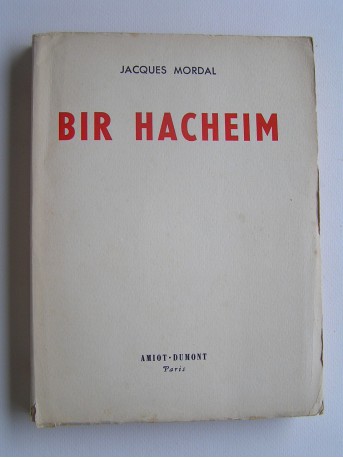 JACQUES MORDAL
BIR HACHEIM
AMIOT·DUMONT
Paris